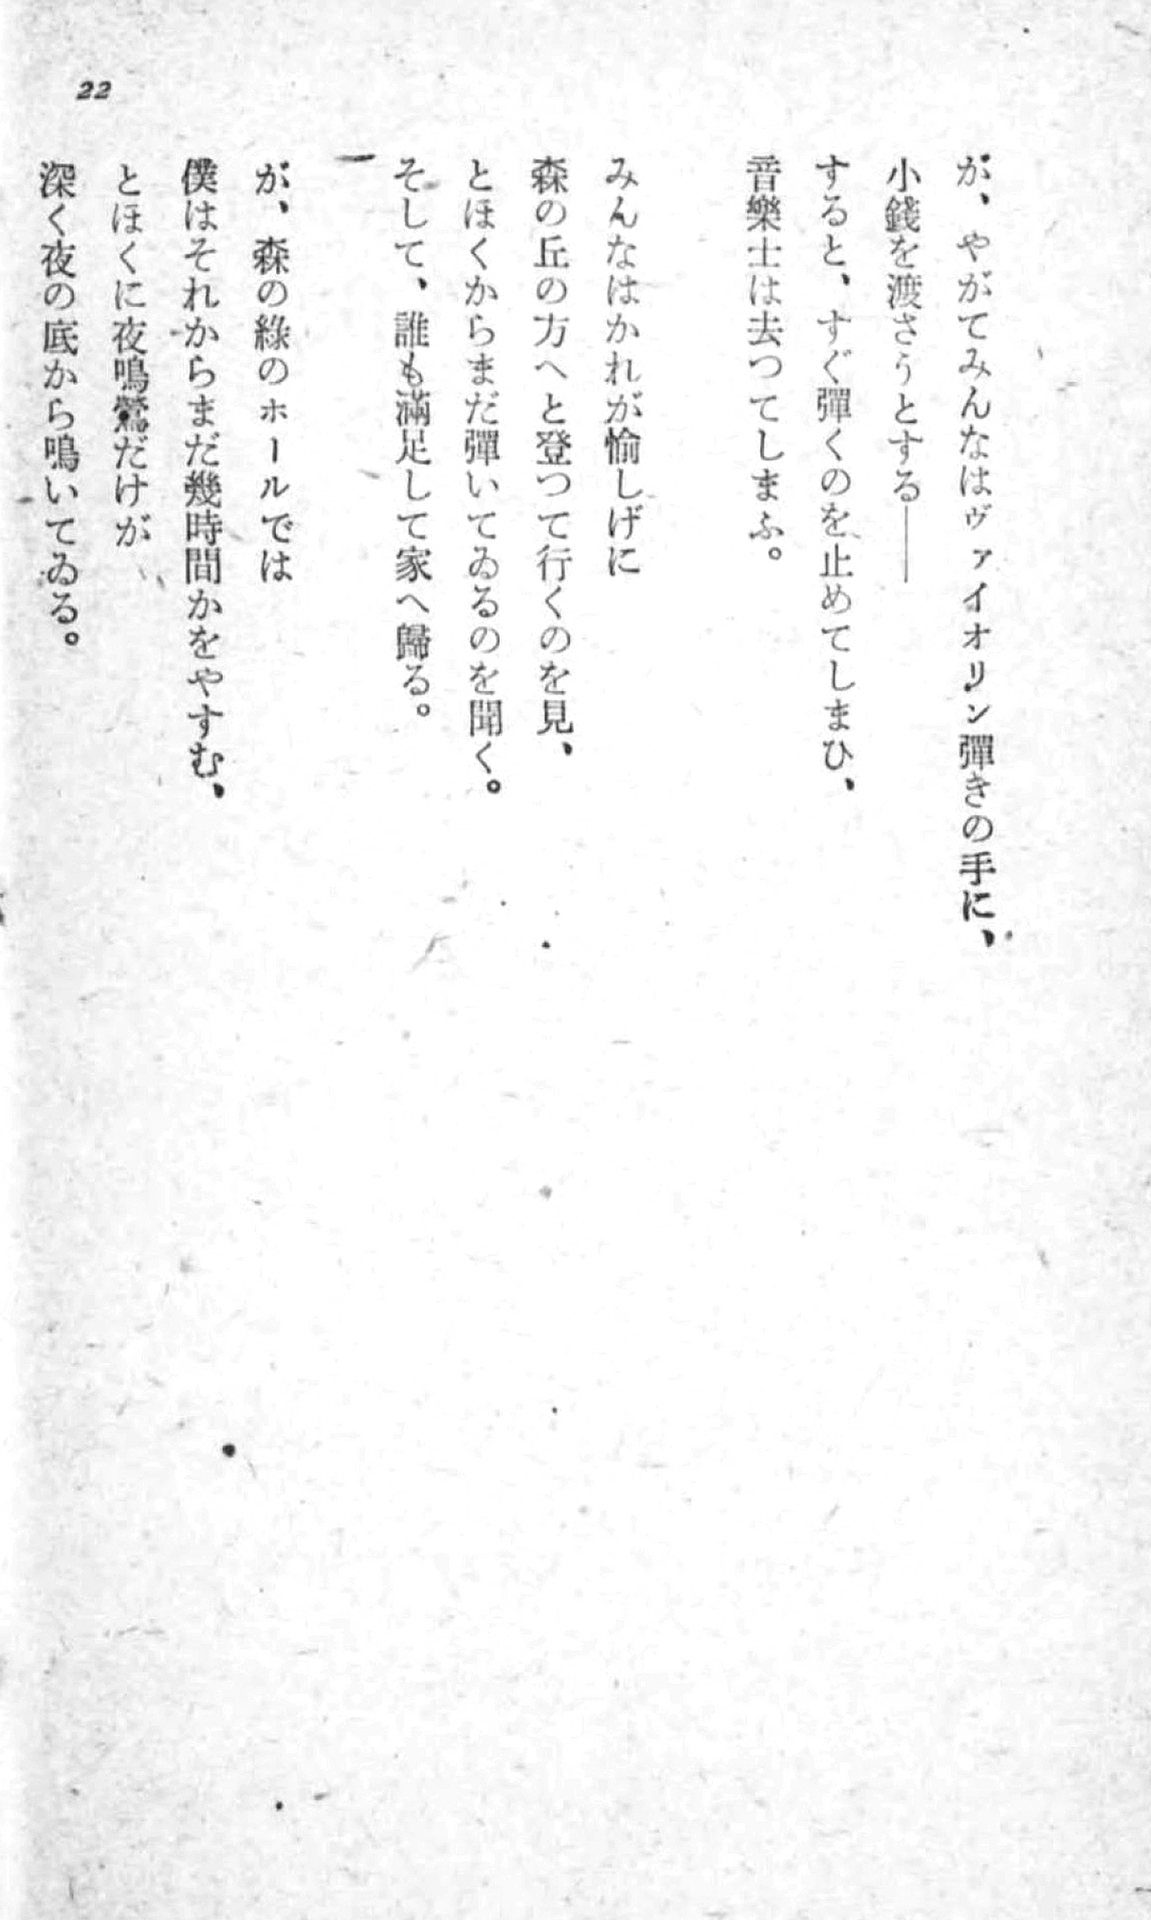 22
が、やがてみんなはヴァイオリン彈きの手に、
小錢を渡さうとする――
すると、すぐ彈くのを止めてしまひ、
音樂士は去つてしまふ。
みんなはかれが愉しげに
森の丘の方へと登つて行くのを見、
とほくからまだ彈いてゐるのを聞く。
そして、誰も滿足して家へ歸る。
が、森の綠のホールでは
僕はそれからまだ幾時間かをやすむ、
とほくに夜鳴鶯だけが
深く夜の底から鳴いてゐる。